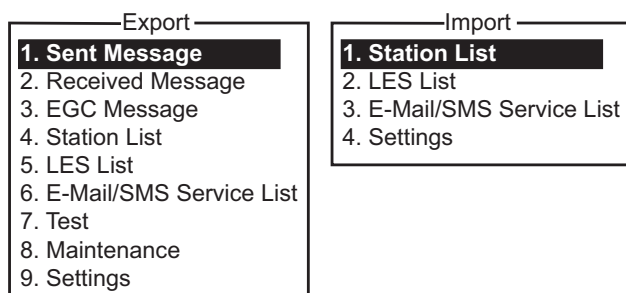 Export
1. Sent Message
2. Received Message
3. EGC Message
4. Station List
5. LES List
6. E-Mail/SMS Service List
7. Test
8. Maintenance
9. Settings
Import
1. Station List
2. LES List
3. E-Mail/SMS Service List
4. Settings